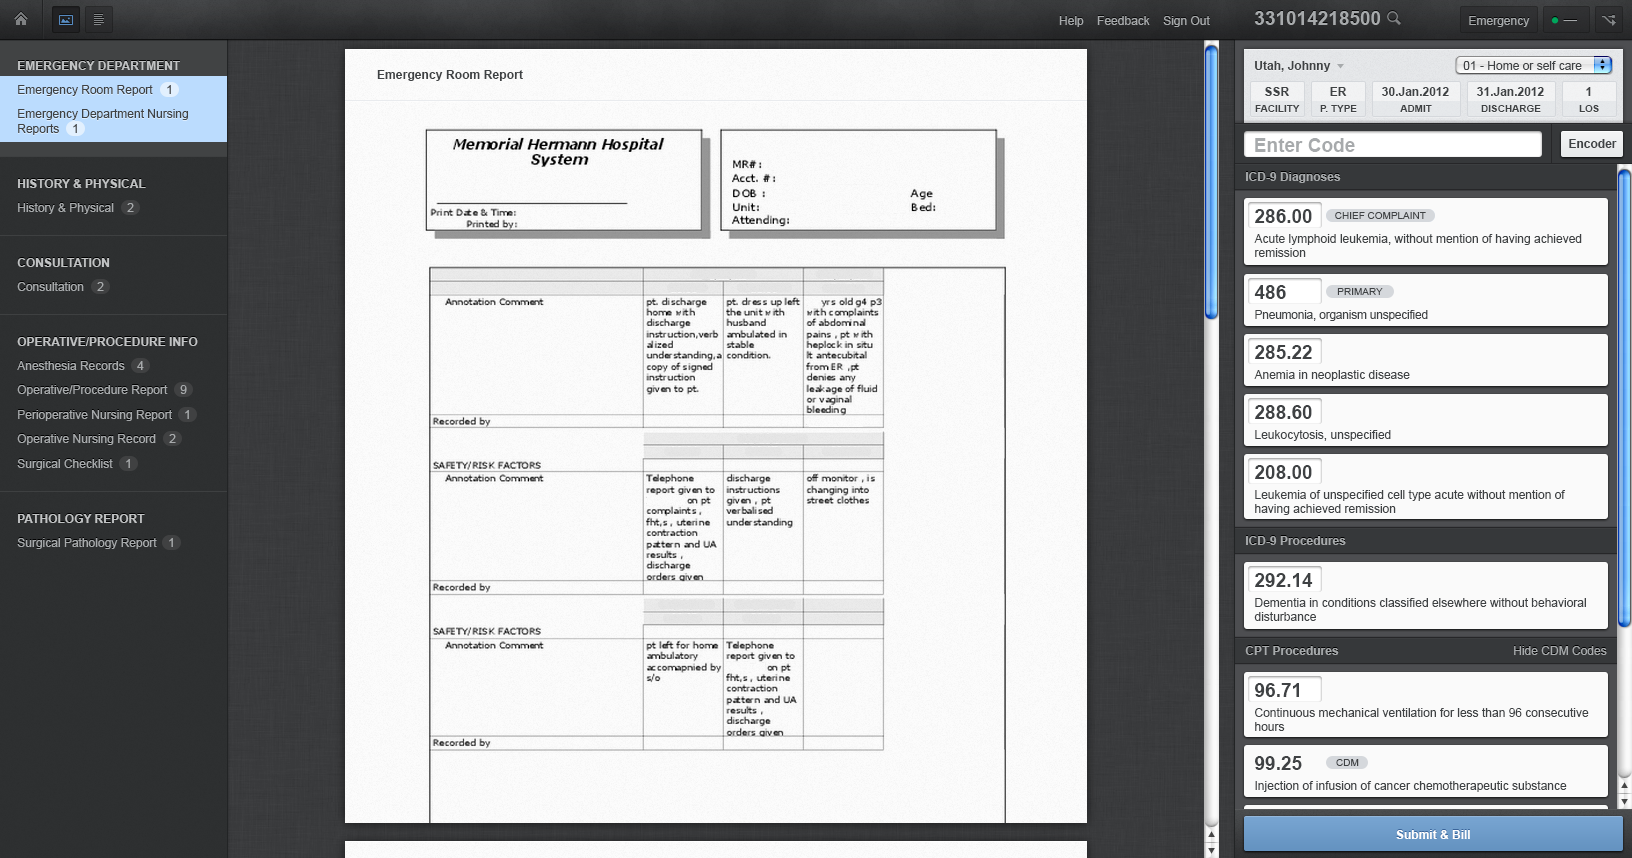 Help Feedback Sign Out 331014218500 Emergency —
EMERGENCY DEPARTMENT
Emergency Room Report 1
Emergency Department Nursing
Reports 1
HISTORY & PHYSICAL
History & Physical 2
CONSULTATION
Consultation 2
OPERATIVE/PROCEDURE INFO
Anesthesia Records 4
Operative/Procedure Report 9
Perioperative Nursing Report 1
Operative Nursing Record 2
Surgical Checklist 1
PATHOLOGY REPORT
Surgical Pathology Report 1
Emergency Room Report
Memorial Hermann Hospital
System
Print Date & Time:
Printed by:
MR#:
Acct. #:
DOB : Age
Unit: Bed:
Attending:
Annotation Comment
pt. discharge
home with
discharge
instruction,verb
alized
understanding,a
copy of signed
instruction
given to pt.
pt. dress up left
the unit with
husband
ambulated in
stable
condition.
yrs old g4 p3
with complaints
of abdominal
pains , pt with
heplock in situ
lt antecubital
from ER ,pt
denies any
leakage of fluid
or vaginal
bleeding
Recorded by
SAFETY/RISK FACTORS
Annotation Comment
Telephone
report given to
on pt
complaints ,
fht,s , uterine
contraction
pattern and UA
results ,
discharge
orders given
discharge
instructions
given , pt
verbalised
understanding
off monitor , is
changing into
street clothes
Recorded by
SAFETY/RISK FACTORS
Annotation Comment
pt left for home
ambulatory
accomapnied by
s/o
Telephone
report given to
on pt
fht,s , uterine
contraction
pattern and UA
results ,
discharge
orders given
Recorded by
Utah, Johnny 01 - Home or self care
SSR ER 30.Jan.2012 31.Jan.2012 1
FACILITY P. TYPE ADMIT DISCHARGE LOS
Enter Code Encoder
ICD-9 Diagnoses
286.00 CHIEF COMPLAINT
Acute lymphoid leukemia, without mention of having achieved
remission
486 PRIMARY
Pneumonia, organism unspecified
285.22
Anemia in neoplastic disease
288.60
Leukocytosis, unspecified
208.00
Leukemia of unspecified cell type acute without mention of
having achieved remission
ICD-9 Procedures
292.14
Dementia in conditions classified elsewhere without behavioral
disturbance
CPT Procedures Hide CDM Codes
96.71
Continuous mechanical ventilation for less than 96 consecutive
hours
99.25 CDM
Injection of infusion of cancer chemotherapeutic substance
Submit & Bill